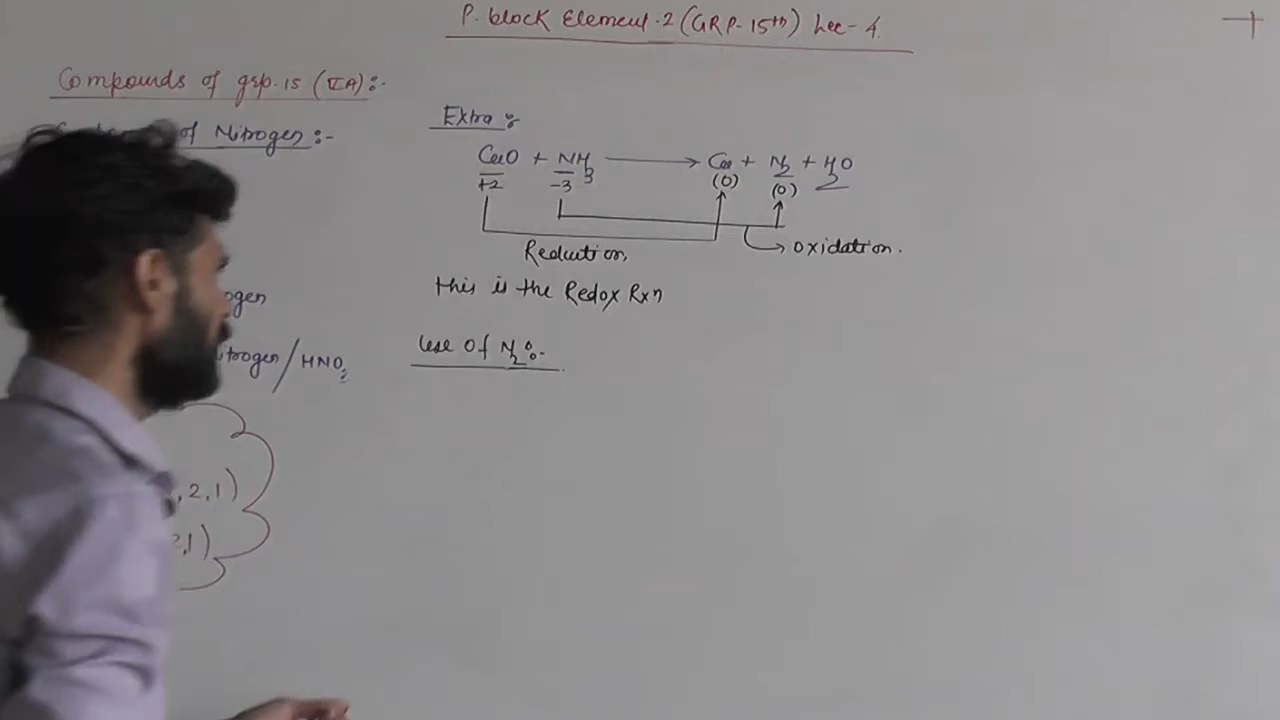 P. block Element-2 (GRP-15th) Lec-4
Compounds of grp-15 (VA):-
of Nitrogen:-
Extra:
CuO + NH3 → Cu + N2 + H2O
+2 -3 (0) (0)
Reduction,
oxidation.
ogen
This is the Redox Rxn
itrogen/HNO2
Use Of N2:-
,2,1)
2,1)